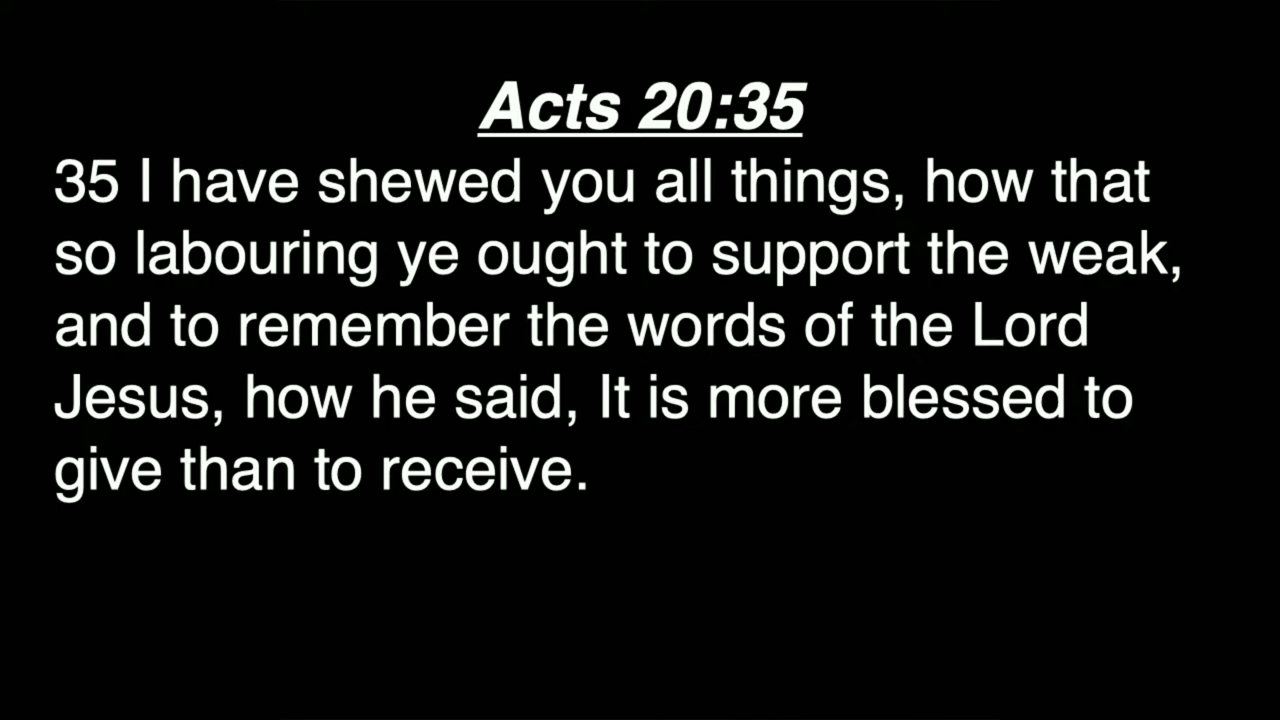 Acts 20:35
35 I have shewed you all things, how that
so labouring ye ought to support the weak,
and to remember the words of the Lord
Jesus, how he said, It is more blessed to
give than to receive.